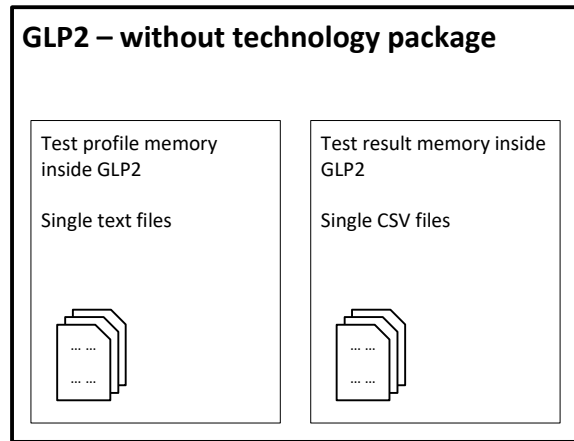 GLP2 – without technology package
Test profile memory
inside GLP2
Single text files
... ...
... ...
Test result memory inside
GLP2
Single CSV files
... ...
... ...